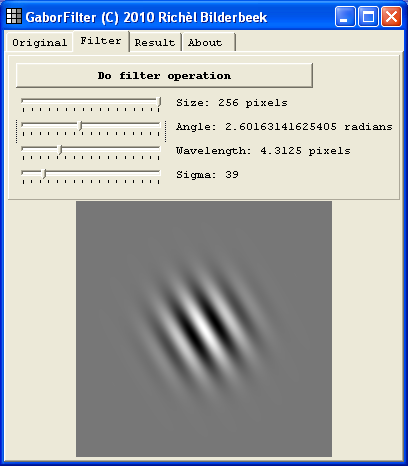 GaborFilter (C) 2010 Richèl Bilderbeek
Original Filter Result About
Do filter operation
Size: 256 pixels
Angle: 2.60163141625405 radians
Wavelength: 4.3125 pixels
Sigma: 39